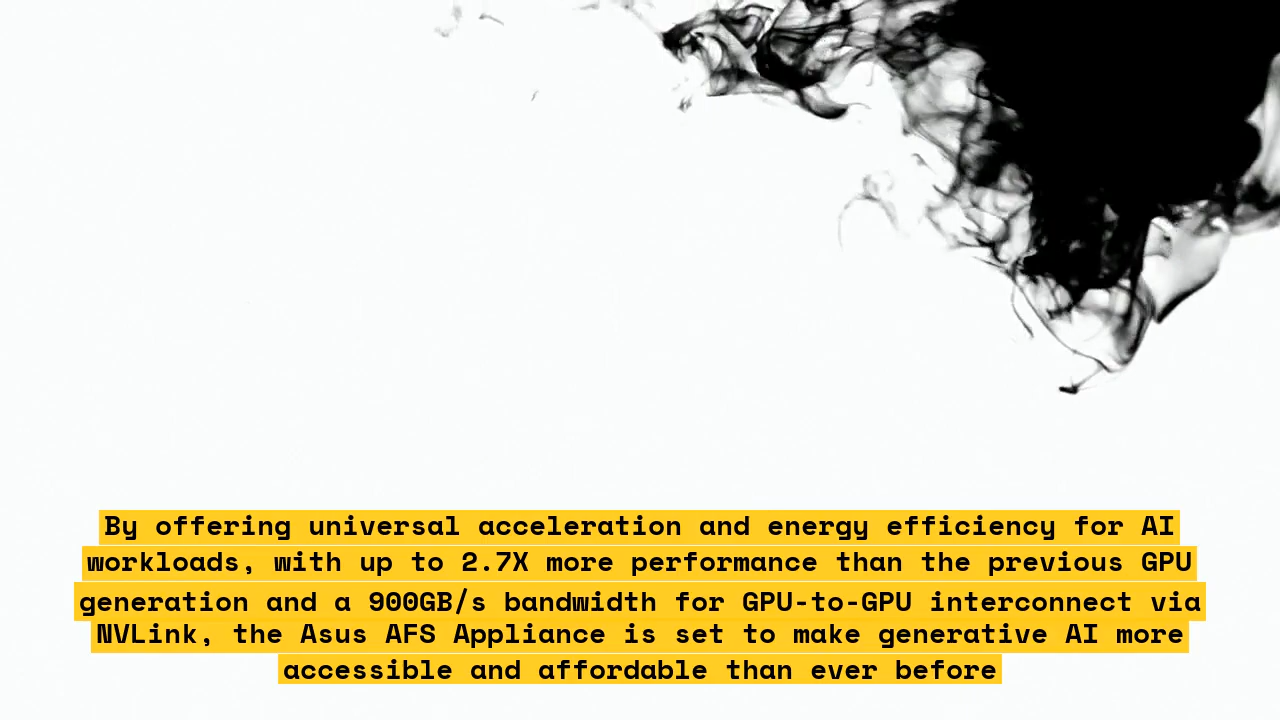 By offering universal acceleration and energy efficiency for AI
workloads, with up to 2.7X more performance than the previous GPU
generation and a 900GB/s bandwidth for GPU-to-GPU interconnect via
NVLink, the Asus AFS Appliance is set to make generative AI more
accessible and affordable than ever before